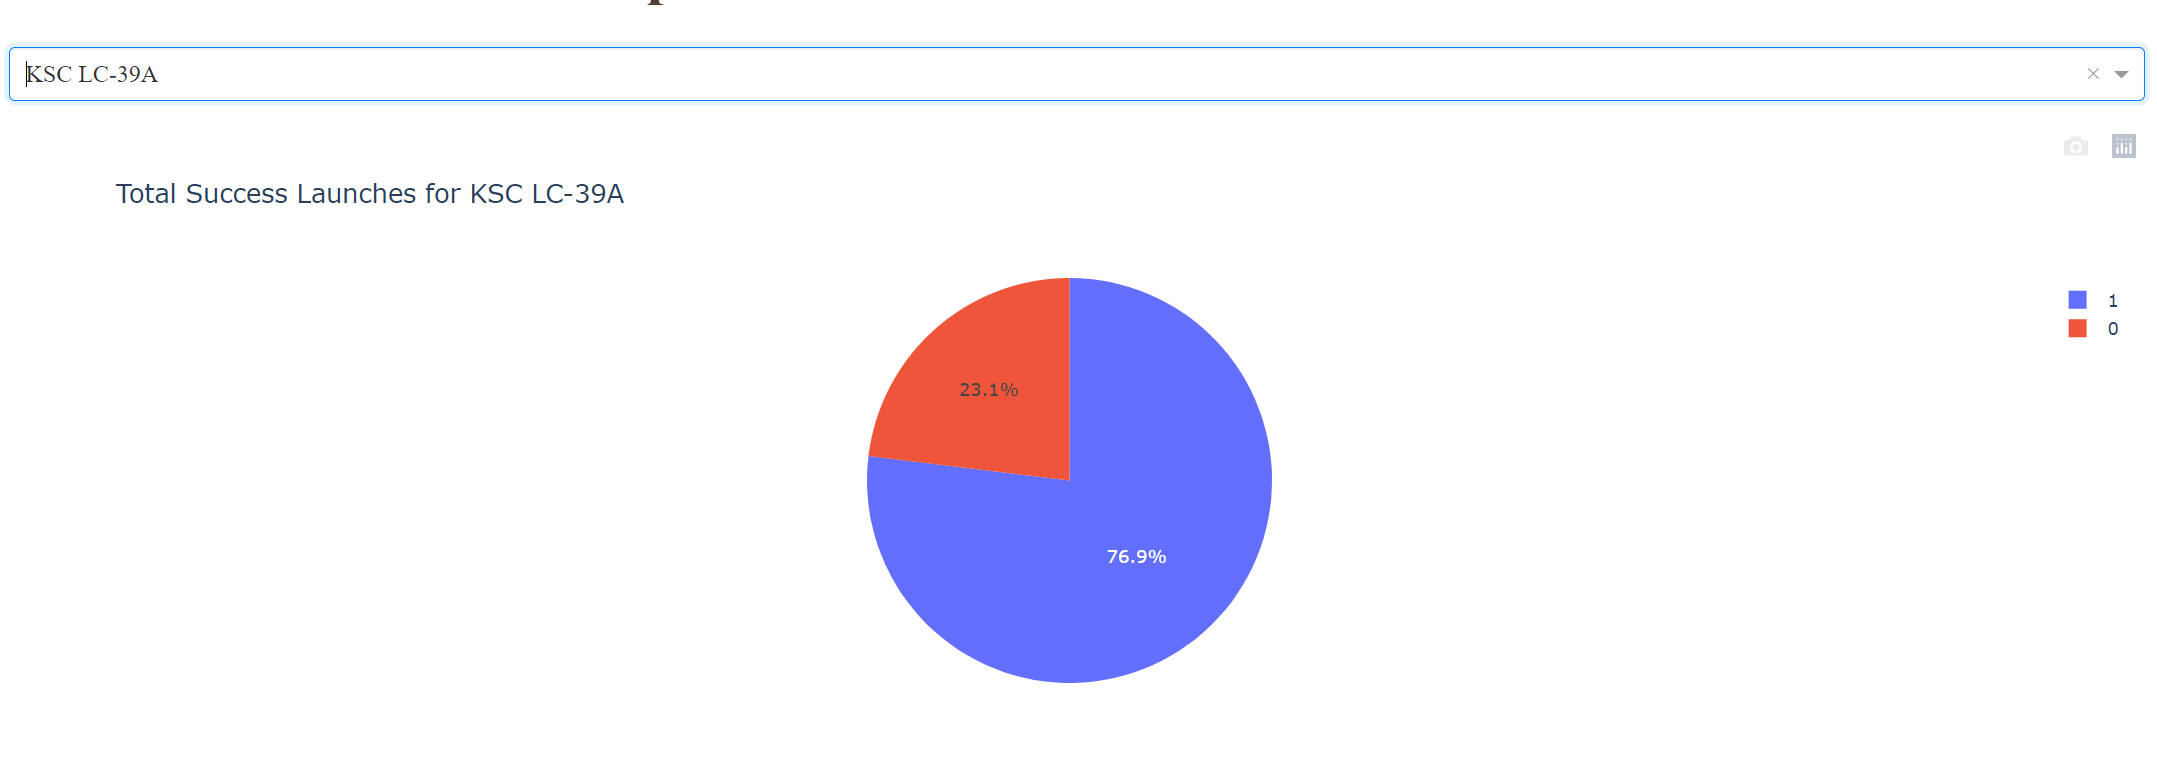 KSC LC-39A
Total Success Launches for KSC LC-39A
1
0
23.1%
76.9%